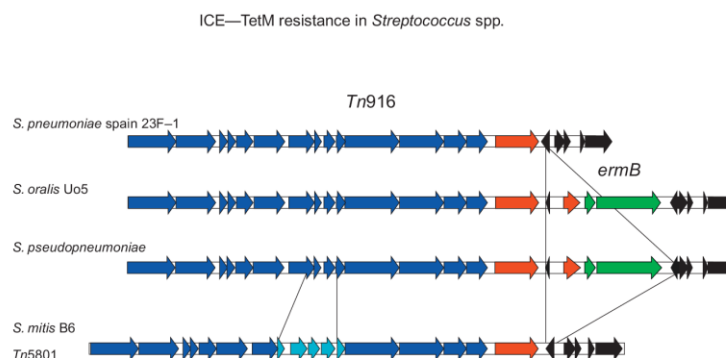 ICE—TetM resistance in Streptococcus spp.
Tn916
S. pneumoniae spain 23F–1
ermB
S. oralis Uo5
S. pseudopneumoniae
S. mitis B6
Tn5801